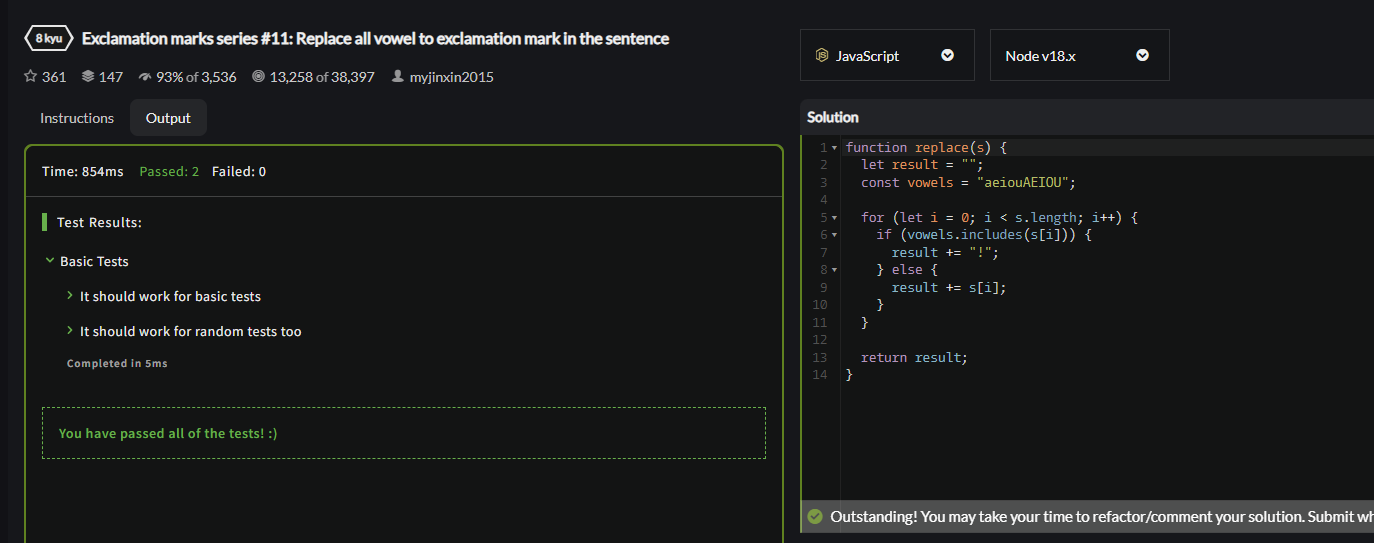 8 kyu Exclamation marks series #11: Replace all vowel to exclamation mark in the sentence
361 147 93% of 3,536 13,258 of 38,397 myjinxin2015
JavaScript Node v18.x
Instructions Output
Time: 854ms Passed: 2 Failed: 0
Test Results:
Basic Tests
It should work for basic tests
It should work for random tests too
Completed in 5ms
You have passed all of the tests! :)
Solution
1 function replace(s) {
2 let result = "";
3 const vowels = "aeiouAEIOU";
4
5 for (let i = 0; i < s.length; i++) {
6 if (vowels.includes(s[i])) {
7 result += "!";
8 } else {
9 result += s[i];
10 }
11 }
12
13 return result;
14 }
Outstanding! You may take your time to refactor/comment your solution. Submit